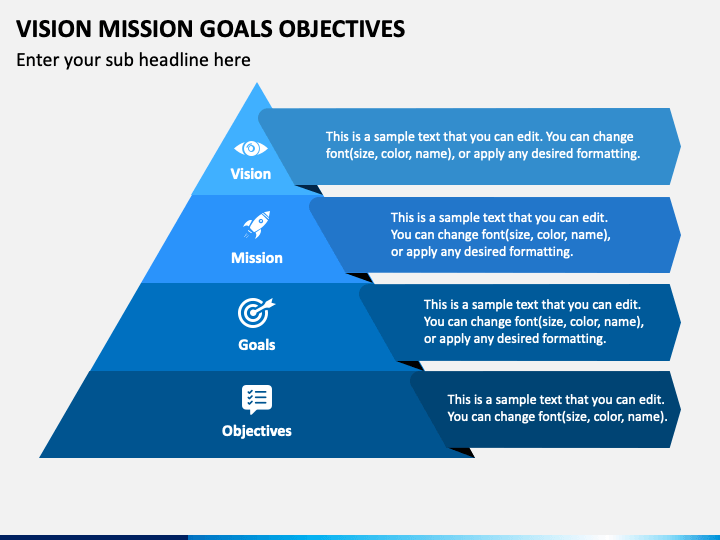 VISION MISSION GOALS OBJECTIVES
Enter your sub headline here
Vision
This is a sample text that you can edit. You can change
font(size, color, name), or apply any desired formatting.
Mission
This is a sample text that you can edit.
You can change font(size, color, name),
or apply any desired formatting.
Goals
This is a sample text that you can edit.
You can change font(size, color, name),
or apply any desired formatting.
Objectives
This is a sample text that you can edit.
You can change font(size, color, name).